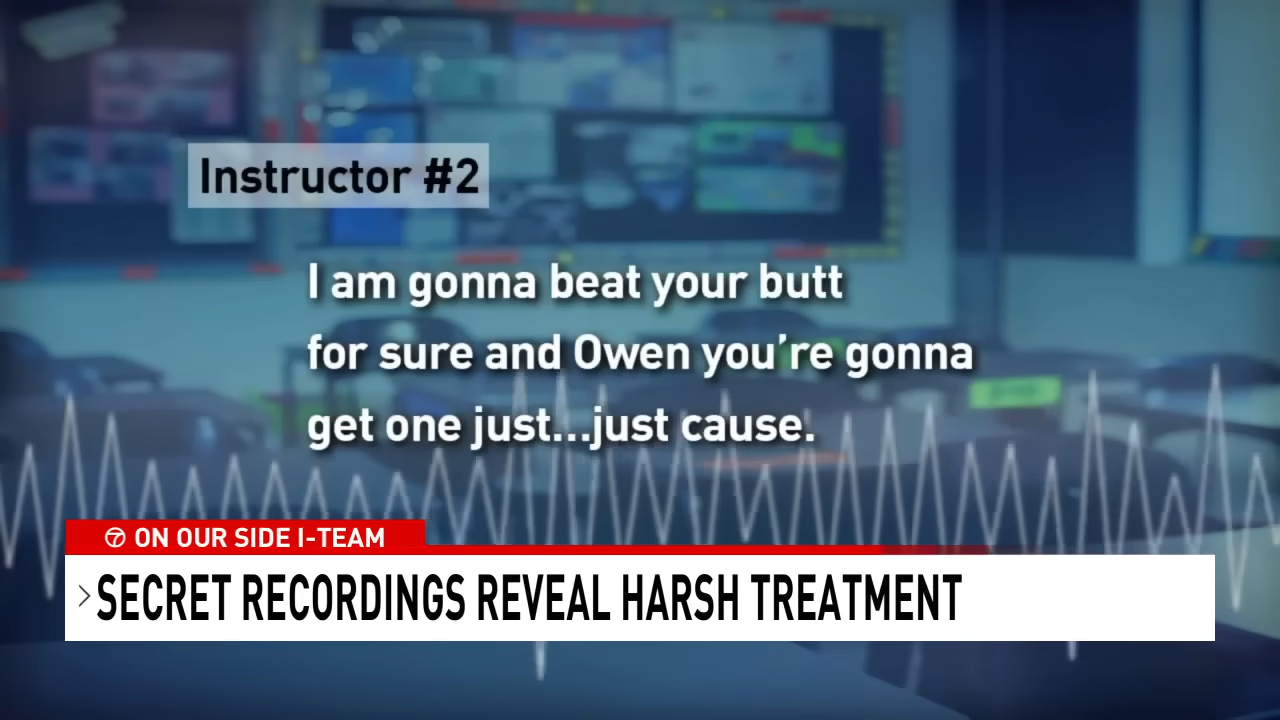 Instructor #2
I am gonna beat your butt
for sure and Owen you're gonna
get one just...just cause.
7 ON OUR SIDE I-TEAM
SECRET RECORDINGS REVEAL HARSH TREATMENT